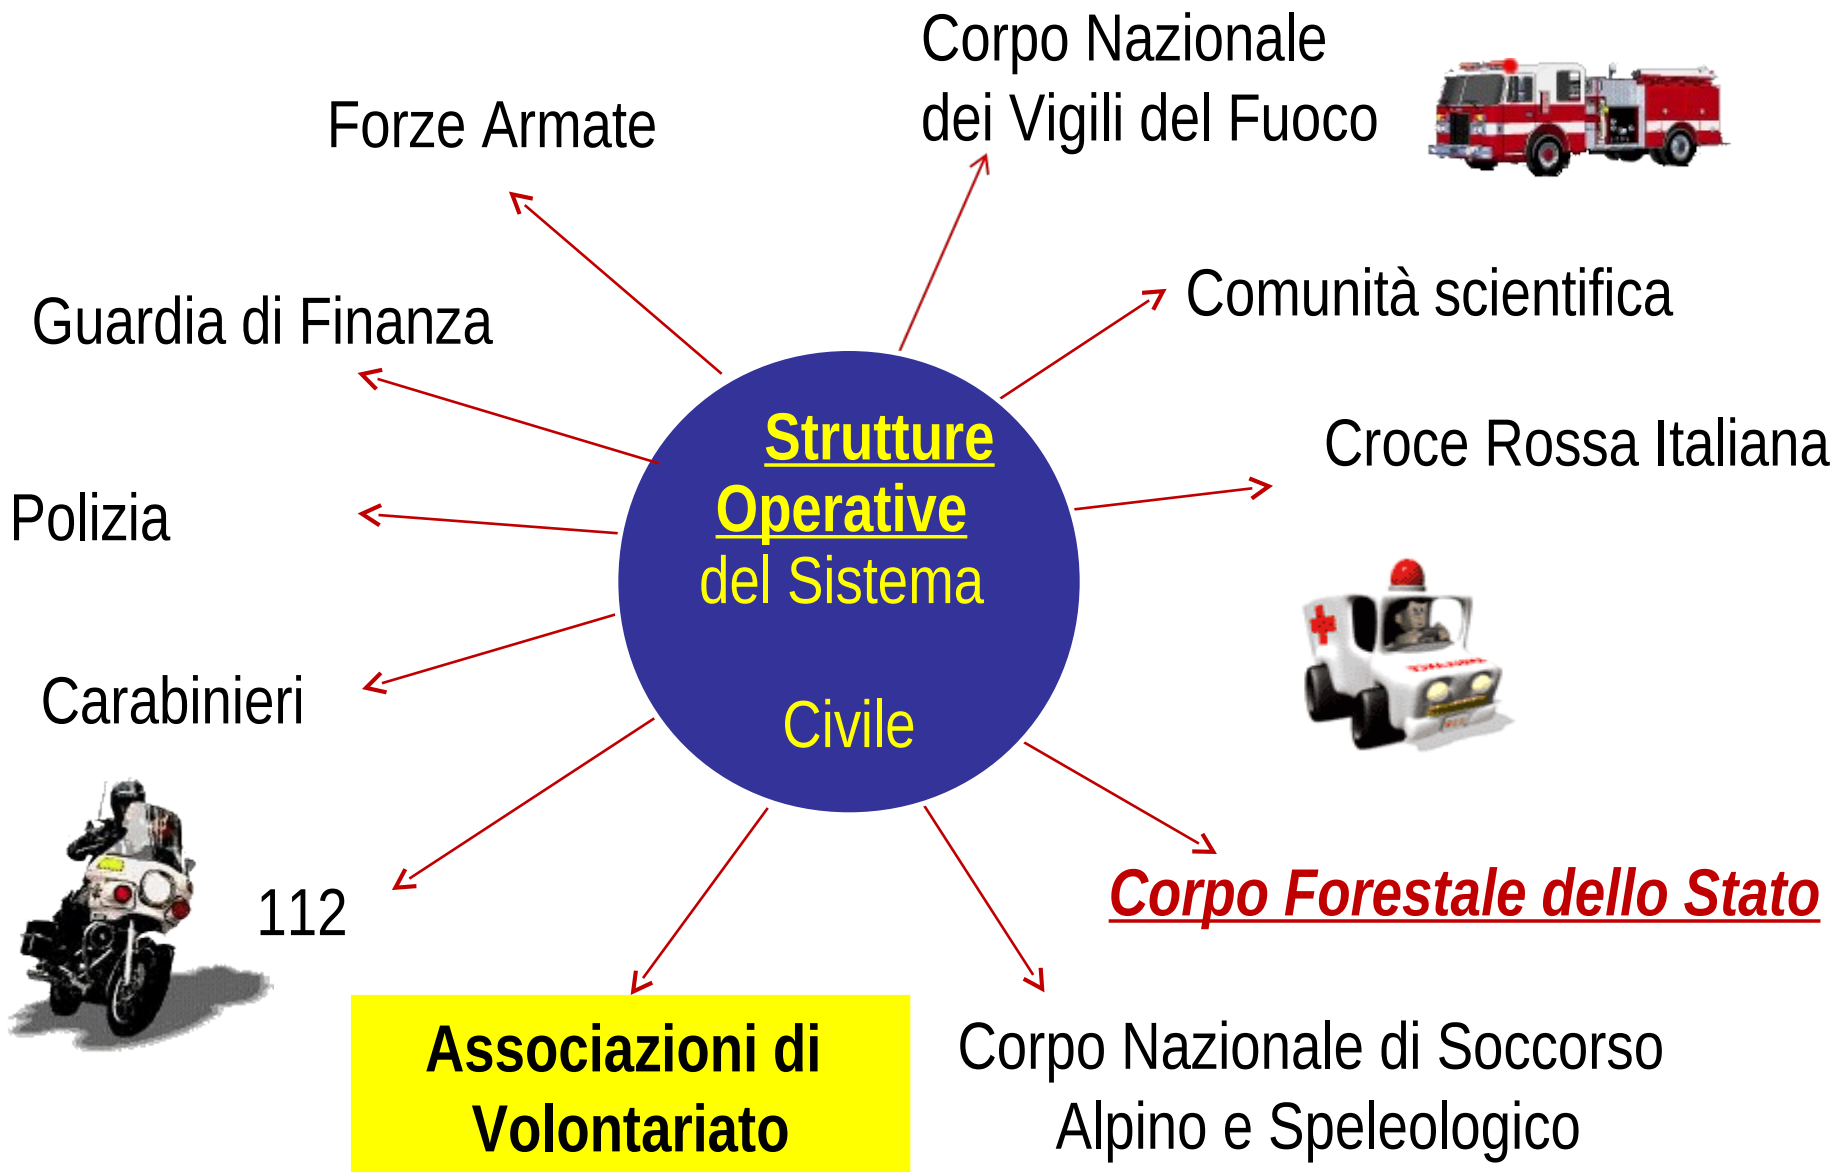 Corpo Nazionale
dei Vigili del Fuoco
Forze Armate
Comunità scientifica
Guardia di Finanza
Croce Rossa Italiana
Strutture
Operative
del Sistema
Civile
Polizia
Carabinieri
112
Corpo Forestale dello Stato
Associazioni di
Volontariato
Corpo Nazionale di Soccorso
Alpino e Speleologico